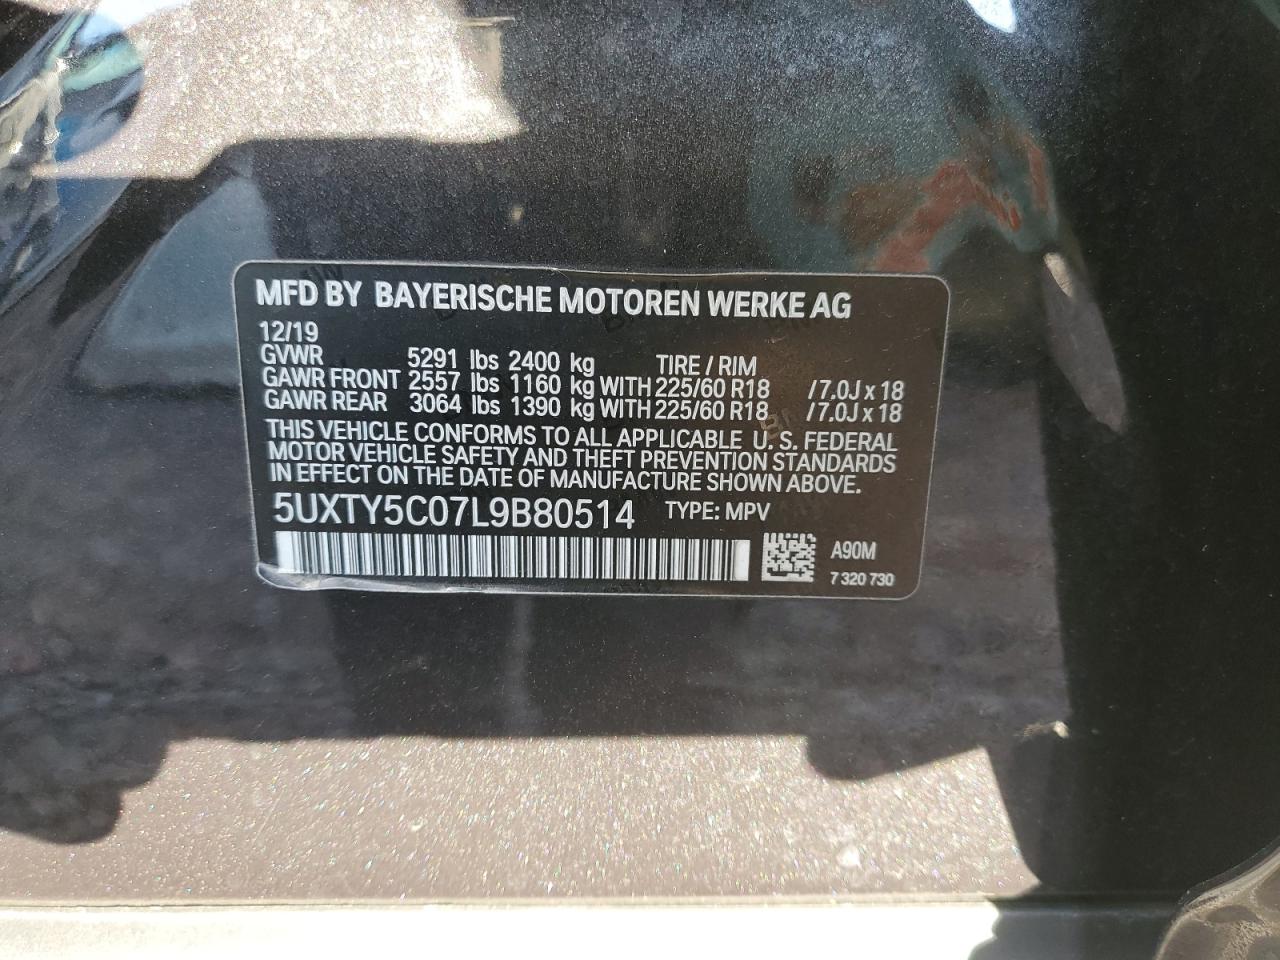 MFD BY BAYERISCHE MOTOREN WERKE AG
12/19
GVWR 5291 lbs 2400 kg TIRE / RIM
GAWR FRONT 2557 lbs 1160 kg WITH 225/60 R18 /7.0J x 18
GAWR REAR 3064 lbs 1390 kg WITH 225/60 R18 /7.0J x 18
THIS VEHICLE CONFORMS TO ALL APPLICABLE U. S. FEDERAL
MOTOR VEHICLE SAFETY AND THEFT PREVENTION STANDARDS
IN EFFECT ON THE DATE OF MANUFACTURE SHOWN ABOVE.
5UXTY5C07L9B80514 TYPE: MPV
A90M
7 320 730